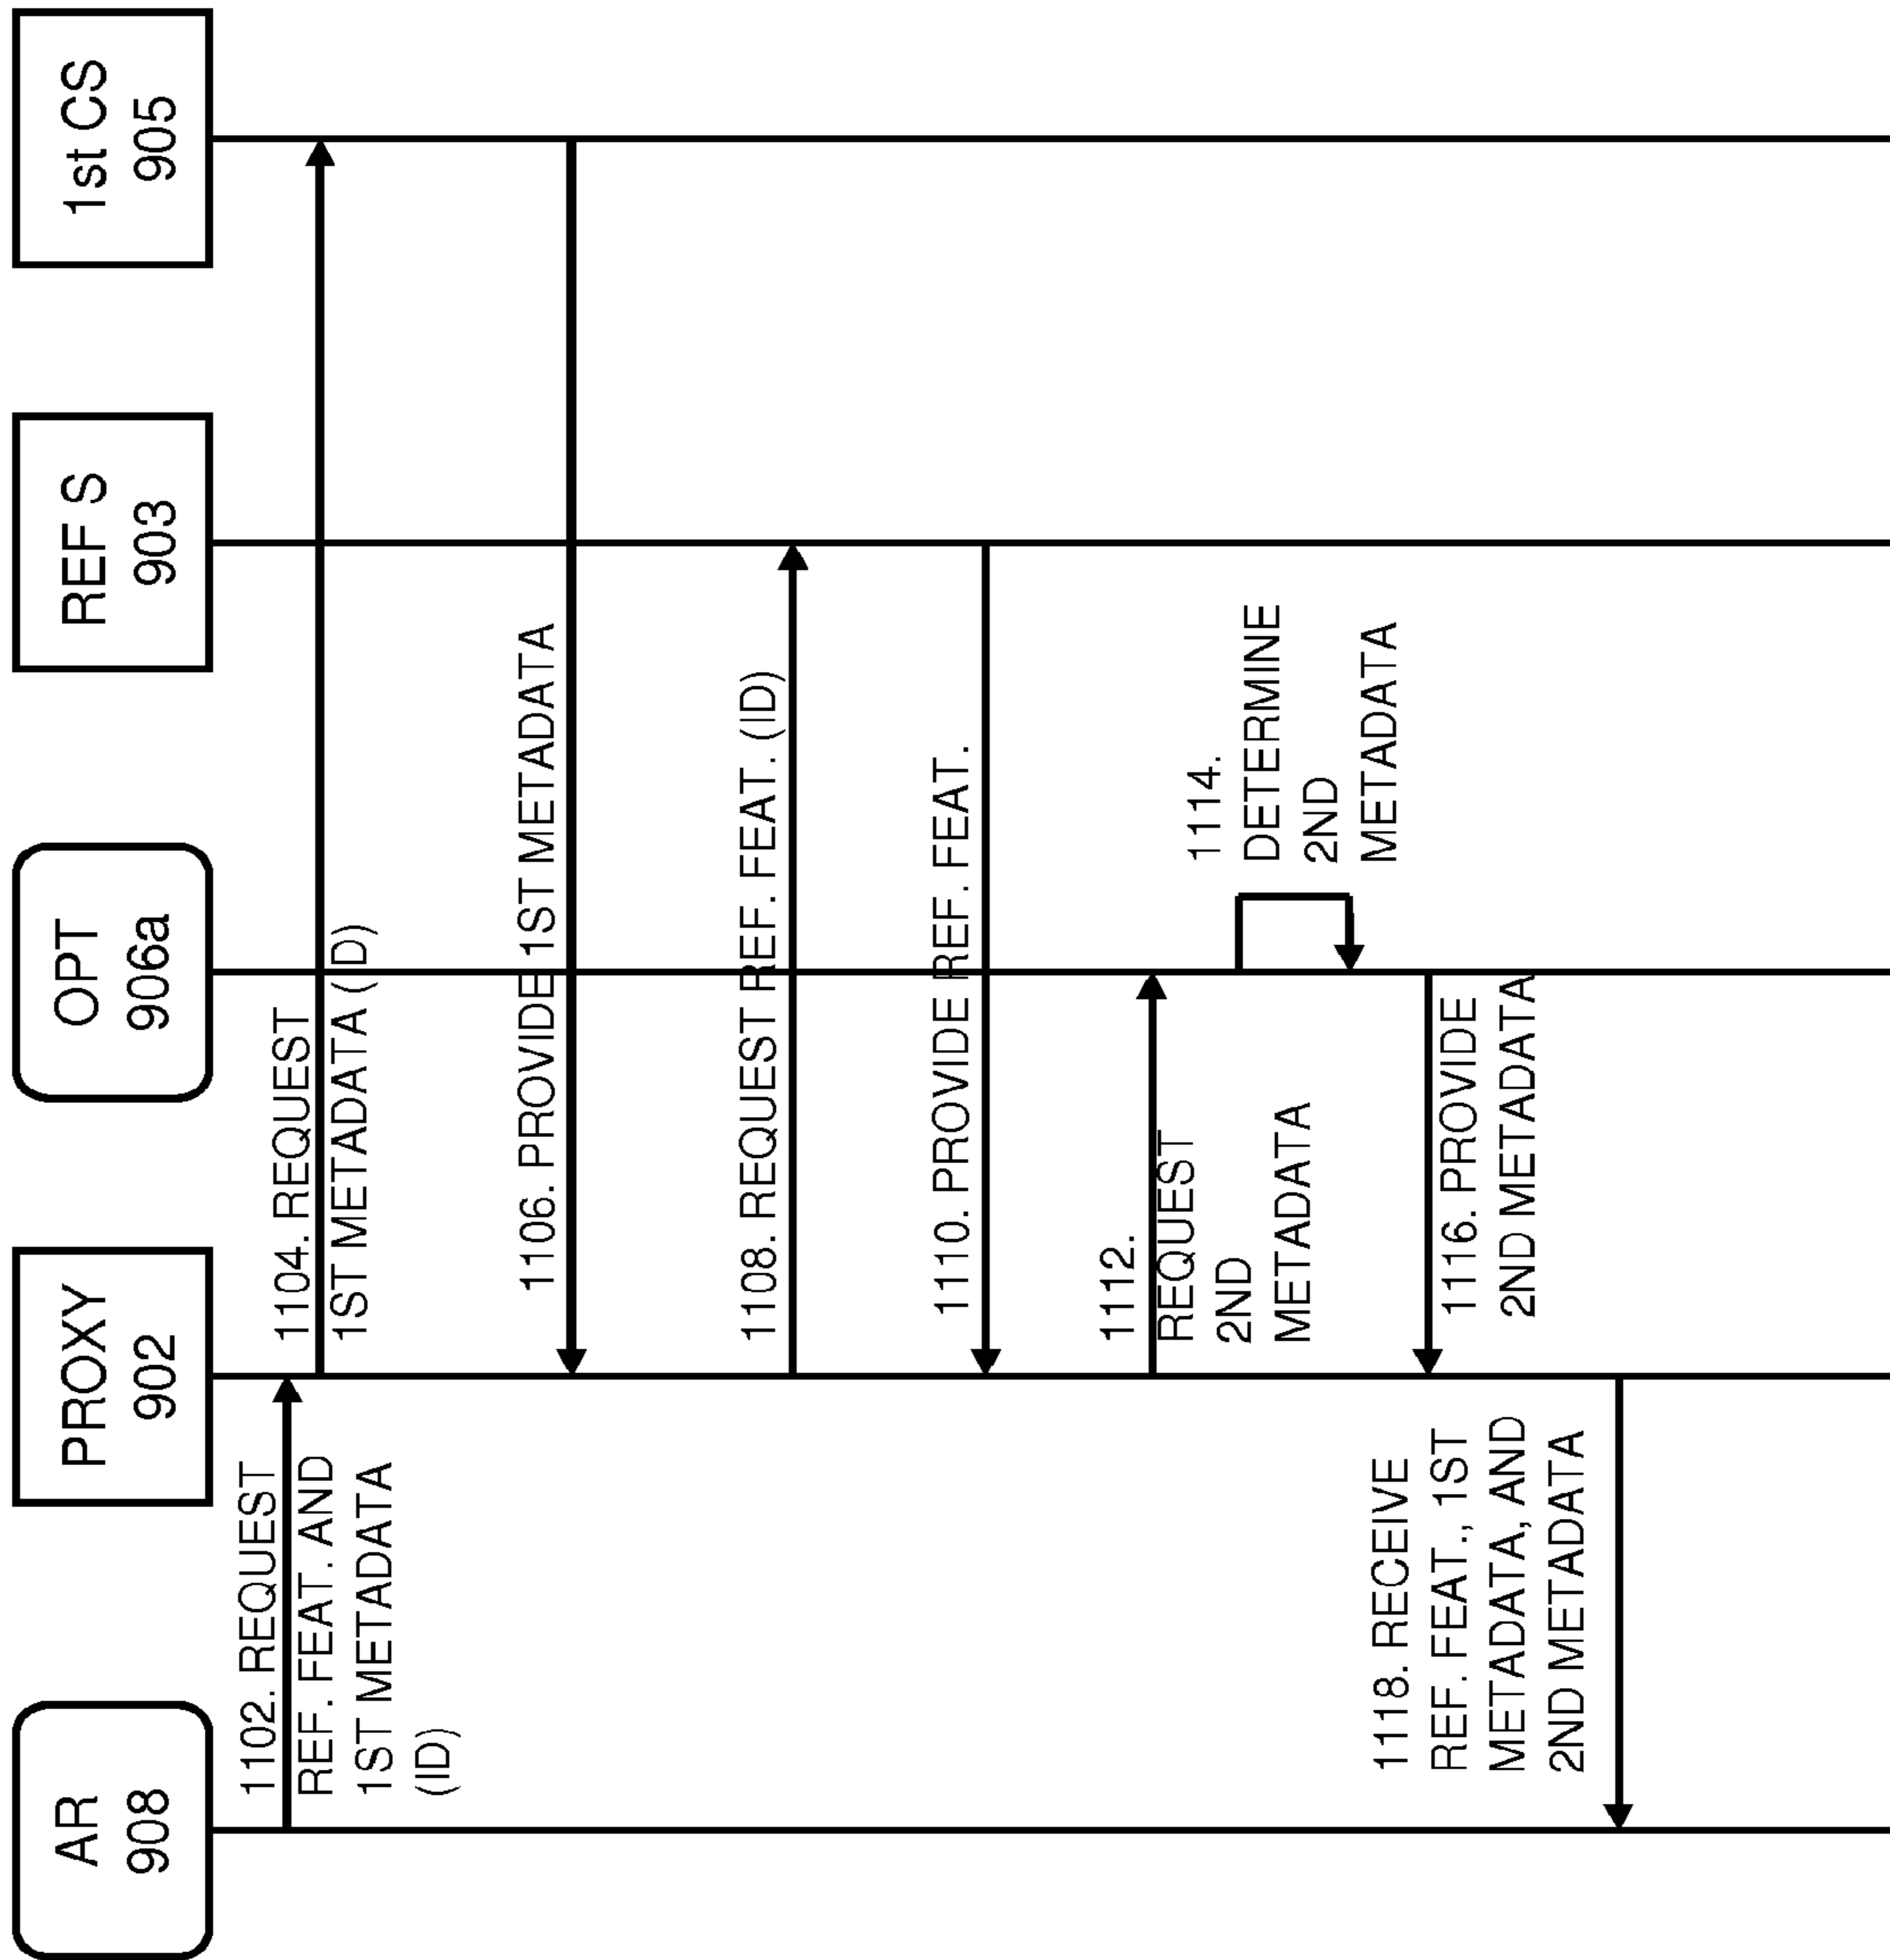 AR
908
PROXY
902
OPT
906a
REF S
903
1st CS
905
1102. REQUEST
REF. FEAT. AND
1ST METADATA
(ID)
1104. REQUEST
1ST METADATA (ID)
1106. PROVIDE 1ST METADATA
1108. REQUEST REF. FEAT. (ID)
1110. PROVIDE REF. FEAT.
1112.
REQUEST
2ND
METADATA
1114.
DETERMINE
2ND
METADATA
1116. PROVIDE
2ND METADATA
1118. RECEIVE
REF. FEAT., 1ST
METADATA, AND
2ND METADATA